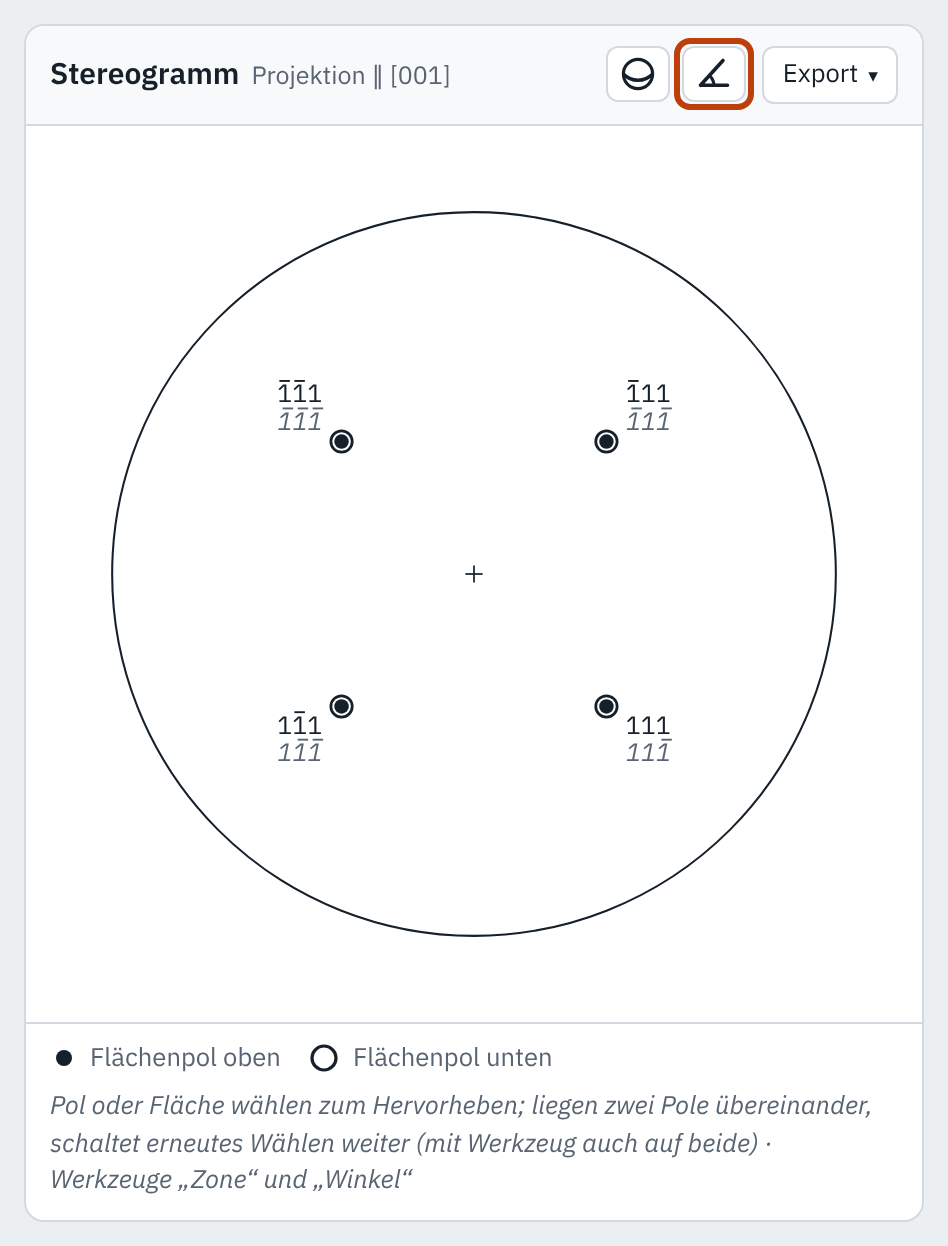 Stereogramm Projektion ∥ [001] Export ▾
1̅1̅1 1̅11
1̅1̅1̅ 1̅11̅
11̅1 111
11̅1̅ 111̅
Flächenpol oben Flächenpol unten
Pol oder Fläche wählen zum Hervorheben; liegen zwei Pole übereinander,
schaltet erneutes Wählen weiter (mit Werkzeug auch auf beide) ·
Werkzeuge „Zone“ und „Winkel“